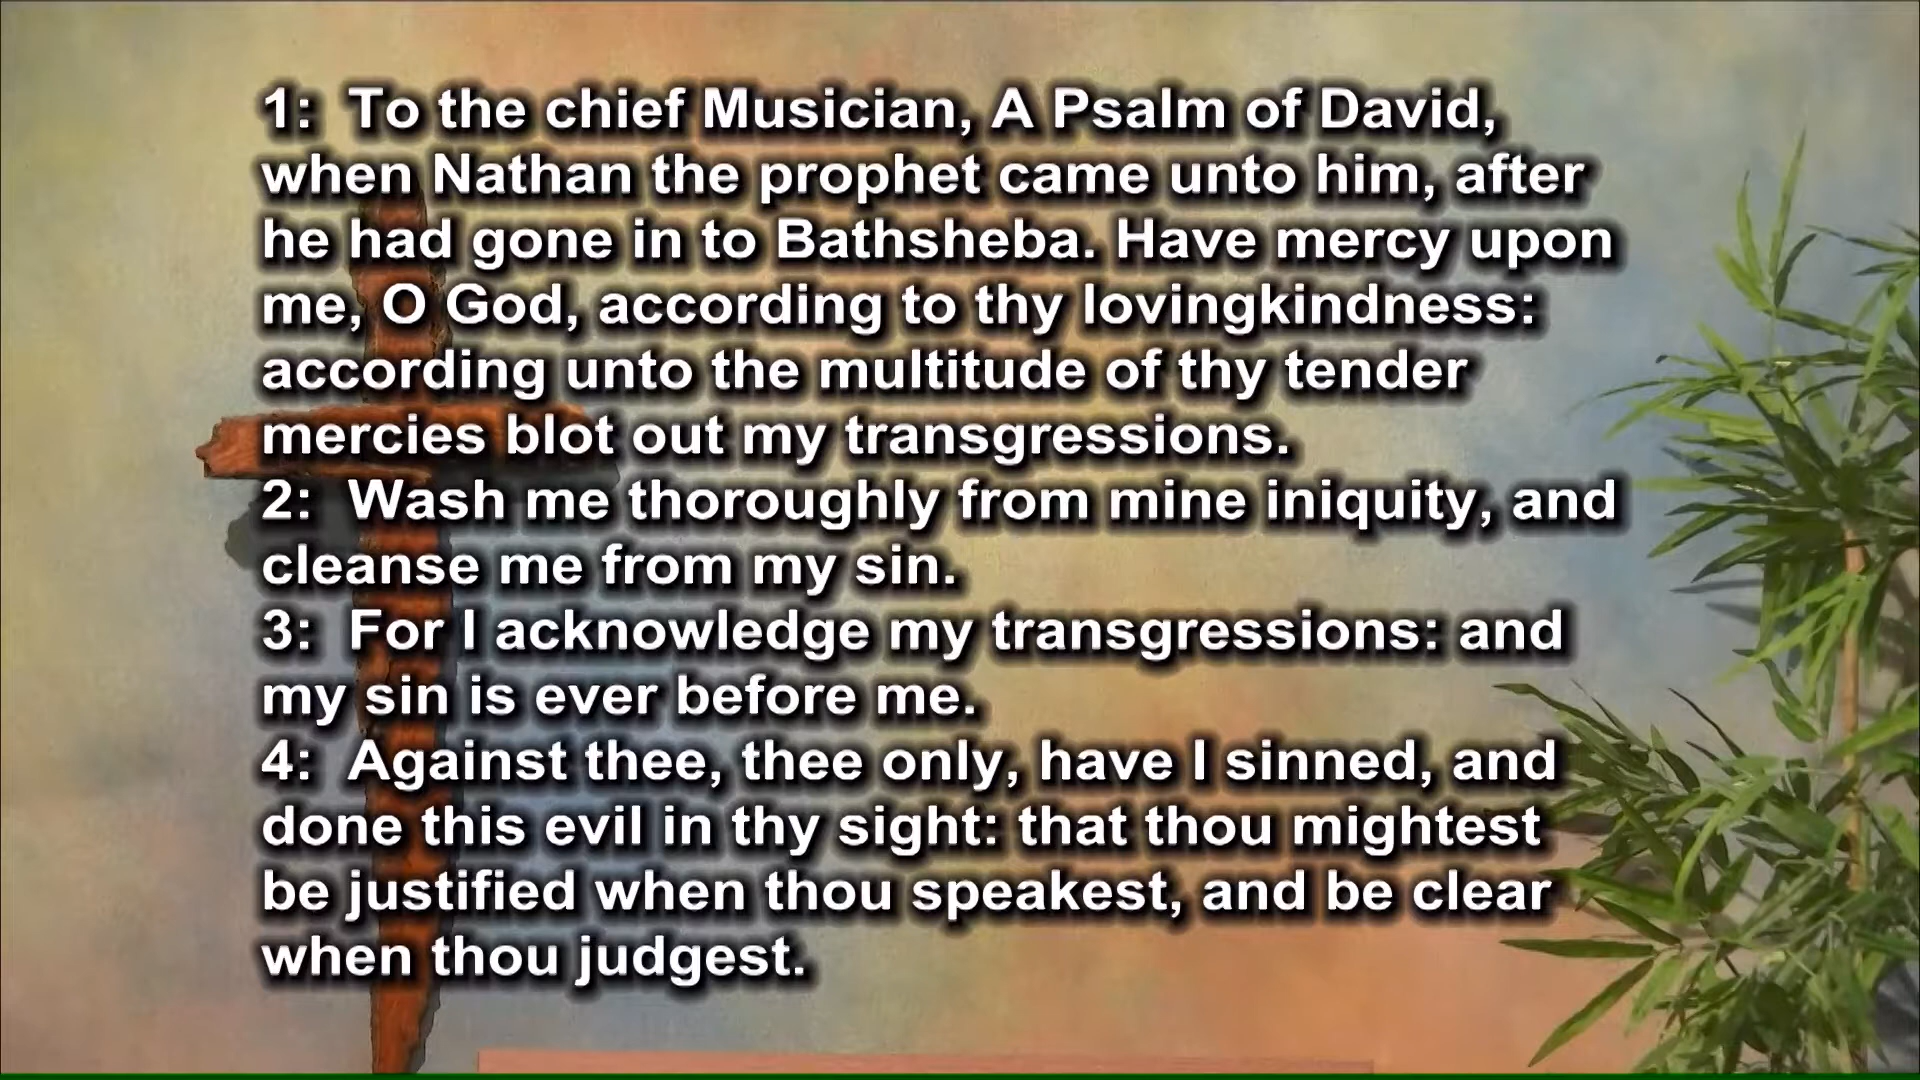 1: To the chief Musician, A Psalm of David,
when Nathan the prophet came unto him, after
he had gone in to Bathsheba. Have mercy upon
me, O God, according to thy lovingkindness:
according unto the multitude of thy tender
mercies blot out my transgressions.
2: Wash me thoroughly from mine iniquity, and
cleanse me from my sin.
3: For I acknowledge my transgressions: and
my sin is ever before me.
4: Against thee, thee only, have I sinned, and
done this evil in thy sight: that thou mightest
be justified when thou speakest, and be clear
when thou judgest.